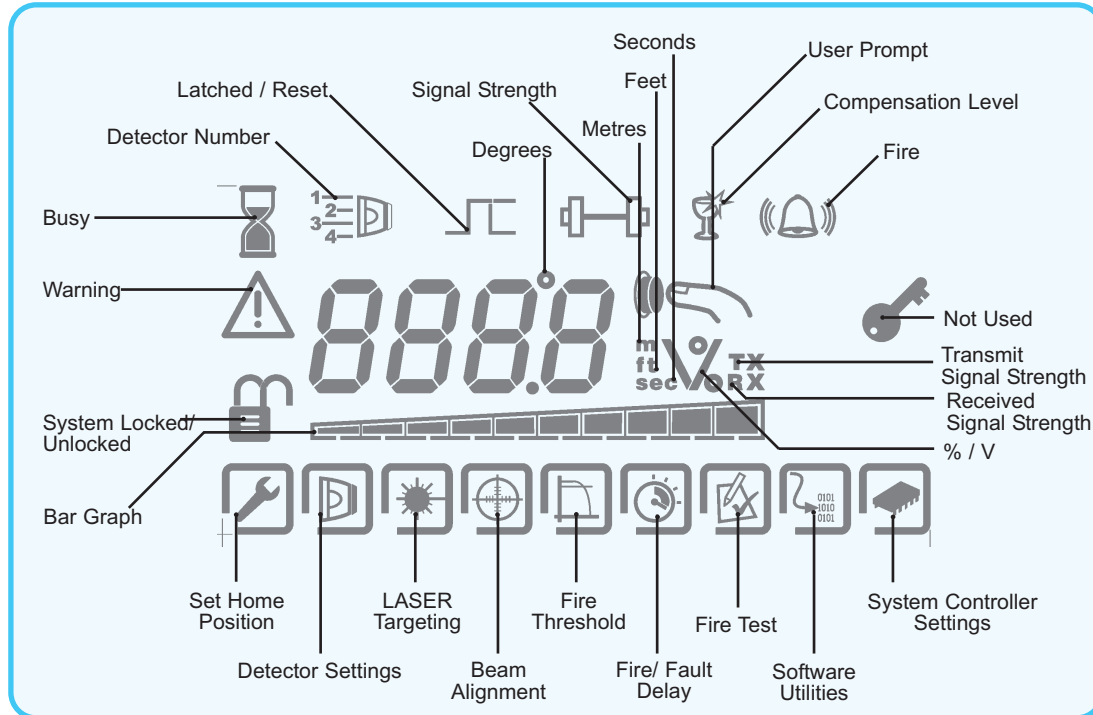 Seconds
User Prompt
Feet
Latched / Reset
Signal Strength
Compensation Level
Metres
Detector Number
Degrees
Fire
Busy
1
2
3
4
Warning
888.8
m
ft
sec
%
TX
RX
Not Used
Transmit
Signal Strength
Received
Signal Strength
% / V
System Locked/
Unlocked
Bar Graph
0101
1010
0101
Set Home
Position
LASER
Targeting
Fire
Threshold
Fire Test
System Controller
Settings
Detector Settings
Beam
Alignment
Fire/ Fault
Delay
Software
Utilities